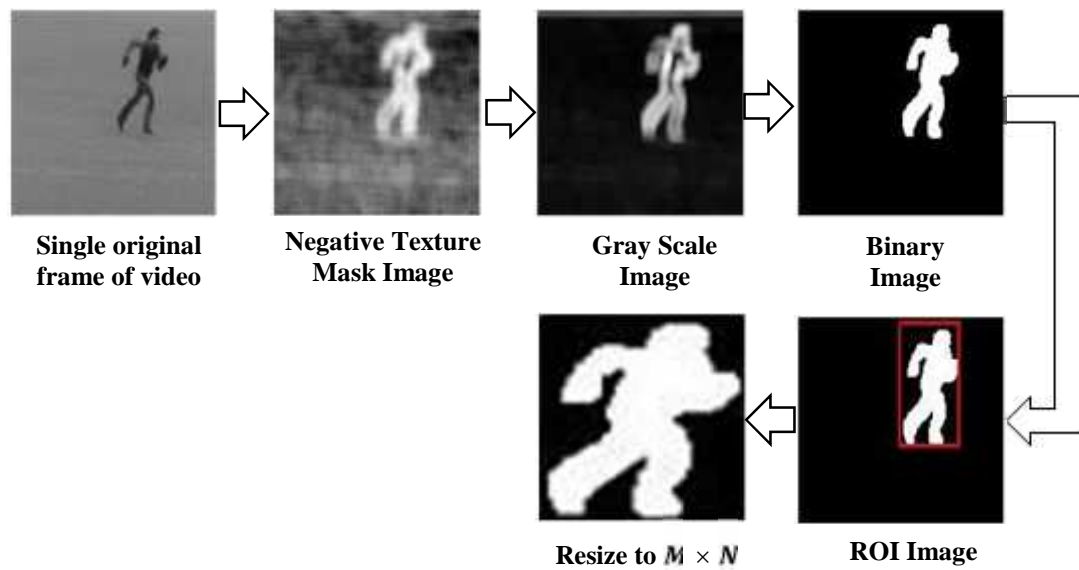 Single original
frame of video
Negative Texture
Mask Image
Gray Scale
Image
Binary
Image
Resize to M × N
ROI Image